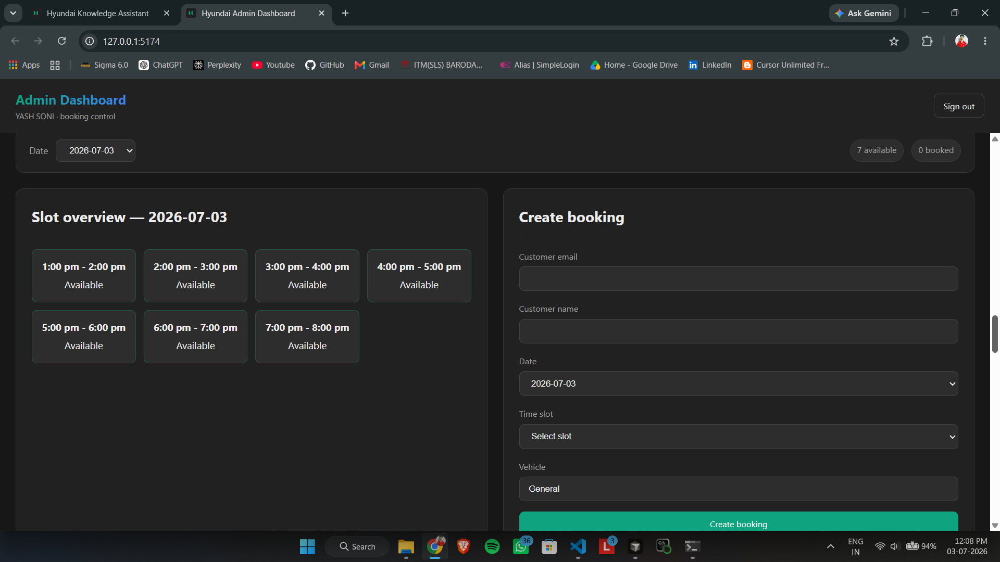 Hyundai Knowledge Assistant
Hyundai Admin Dashboard
Ask Gemini
127.0.0.1:5174
Apps
Sigma 6.0
ChatGPT
Perplexity
Youtube
GitHub
Gmail
ITM(SLS) BARODA...
Alias | SimpleLogin
Home - Google Drive
LinkedIn
Cursor Unlimited Fr...
Admin Dashboard
YASH SONI · booking control
Sign out
Date
2026-07-03
7 available
0 booked
Slot overview — 2026-07-03
1:00 pm - 2:00 pm
Available
2:00 pm - 3:00 pm
Available
3:00 pm - 4:00 pm
Available
4:00 pm - 5:00 pm
Available
5:00 pm - 6:00 pm
Available
6:00 pm - 7:00 pm
Available
7:00 pm - 8:00 pm
Available
Create booking
Customer email
Customer name
Date
2026-07-03
Time slot
Select slot
Vehicle
General
Create booking
Search
36
3
ENG
IN
94%
12:08 PM
03-07-2026